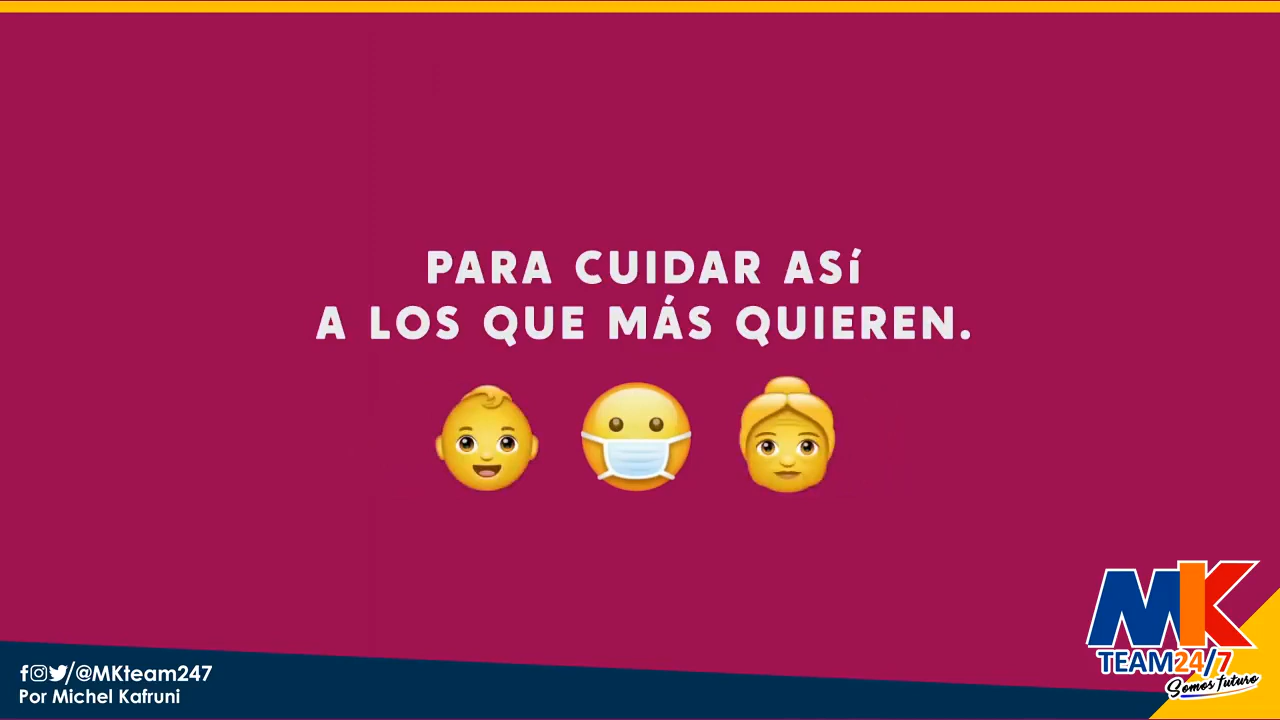 PARA CUIDAR ASí
A LOS QUE MÁS QUIEREN.
MK
TEAM24/7
Somos futuro
f/@MKteam247
Por Michel Kafruni